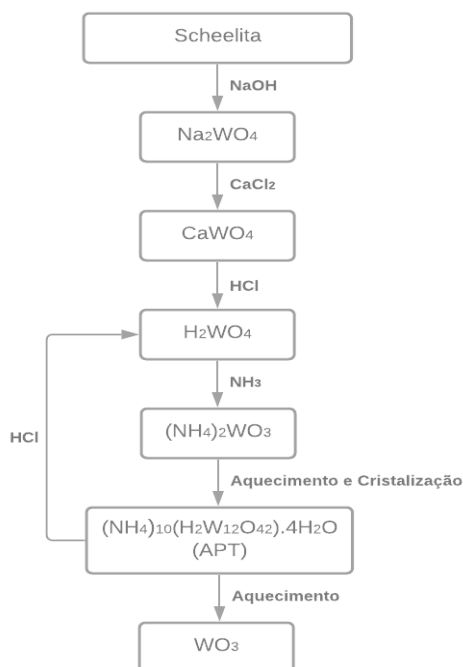 Scheelita
NaOH
Na2WO4
CaCl2
CaWO4
HCl
H2WO4
NH3
(NH4)2WO3
HCl
Aquecimento e Cristalização
(NH4)10(H2W12O42).4H2O
(APT)
Aquecimento
WO3